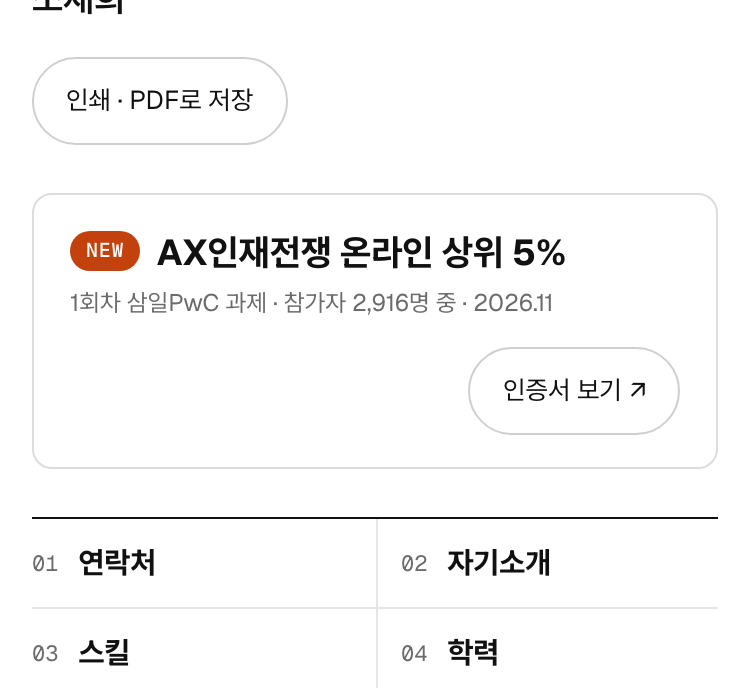 인쇄 · PDF로 저장
NEW AX인재전쟁 온라인 상위 5%
1회차 삼일PwC 과제 · 참가자 2,916명 중 · 2026.11
인증서 보기 ↗
01 연락처
02 자기소개
03 스킬
04 학력